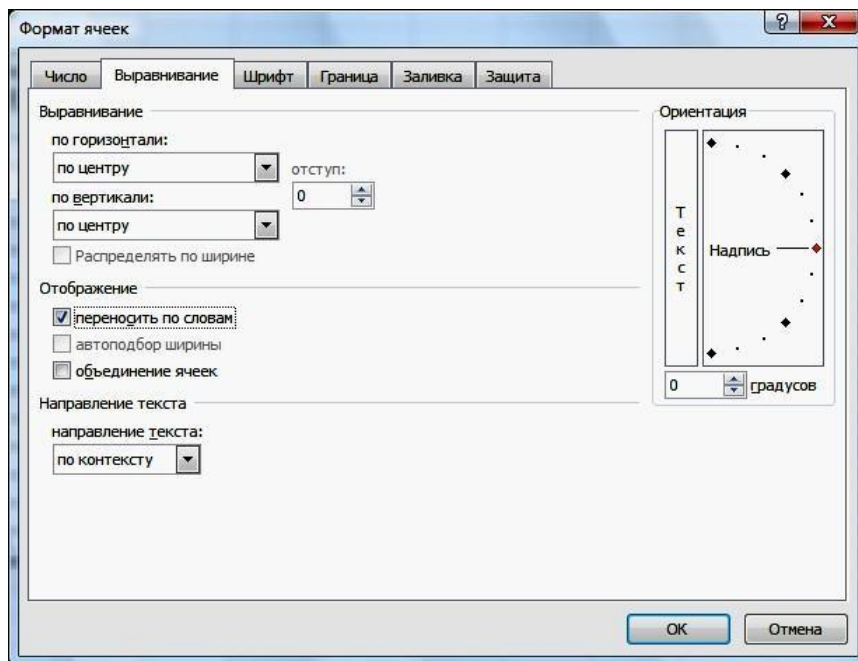 Формат ячеек
Число Выравнивание Шрифт Граница Заливка Защита
Выравнивание
по горизонтали:
по центру
отступ:
0
по вертикали:
по центру
Распределять по ширине
Отображение
переносить по словам
автоподбор ширины
объединение ячеек
Направление текста
направление текста:
по контексту
Ориентация
Текст
Надпись
0 градусов
ОК Отмена